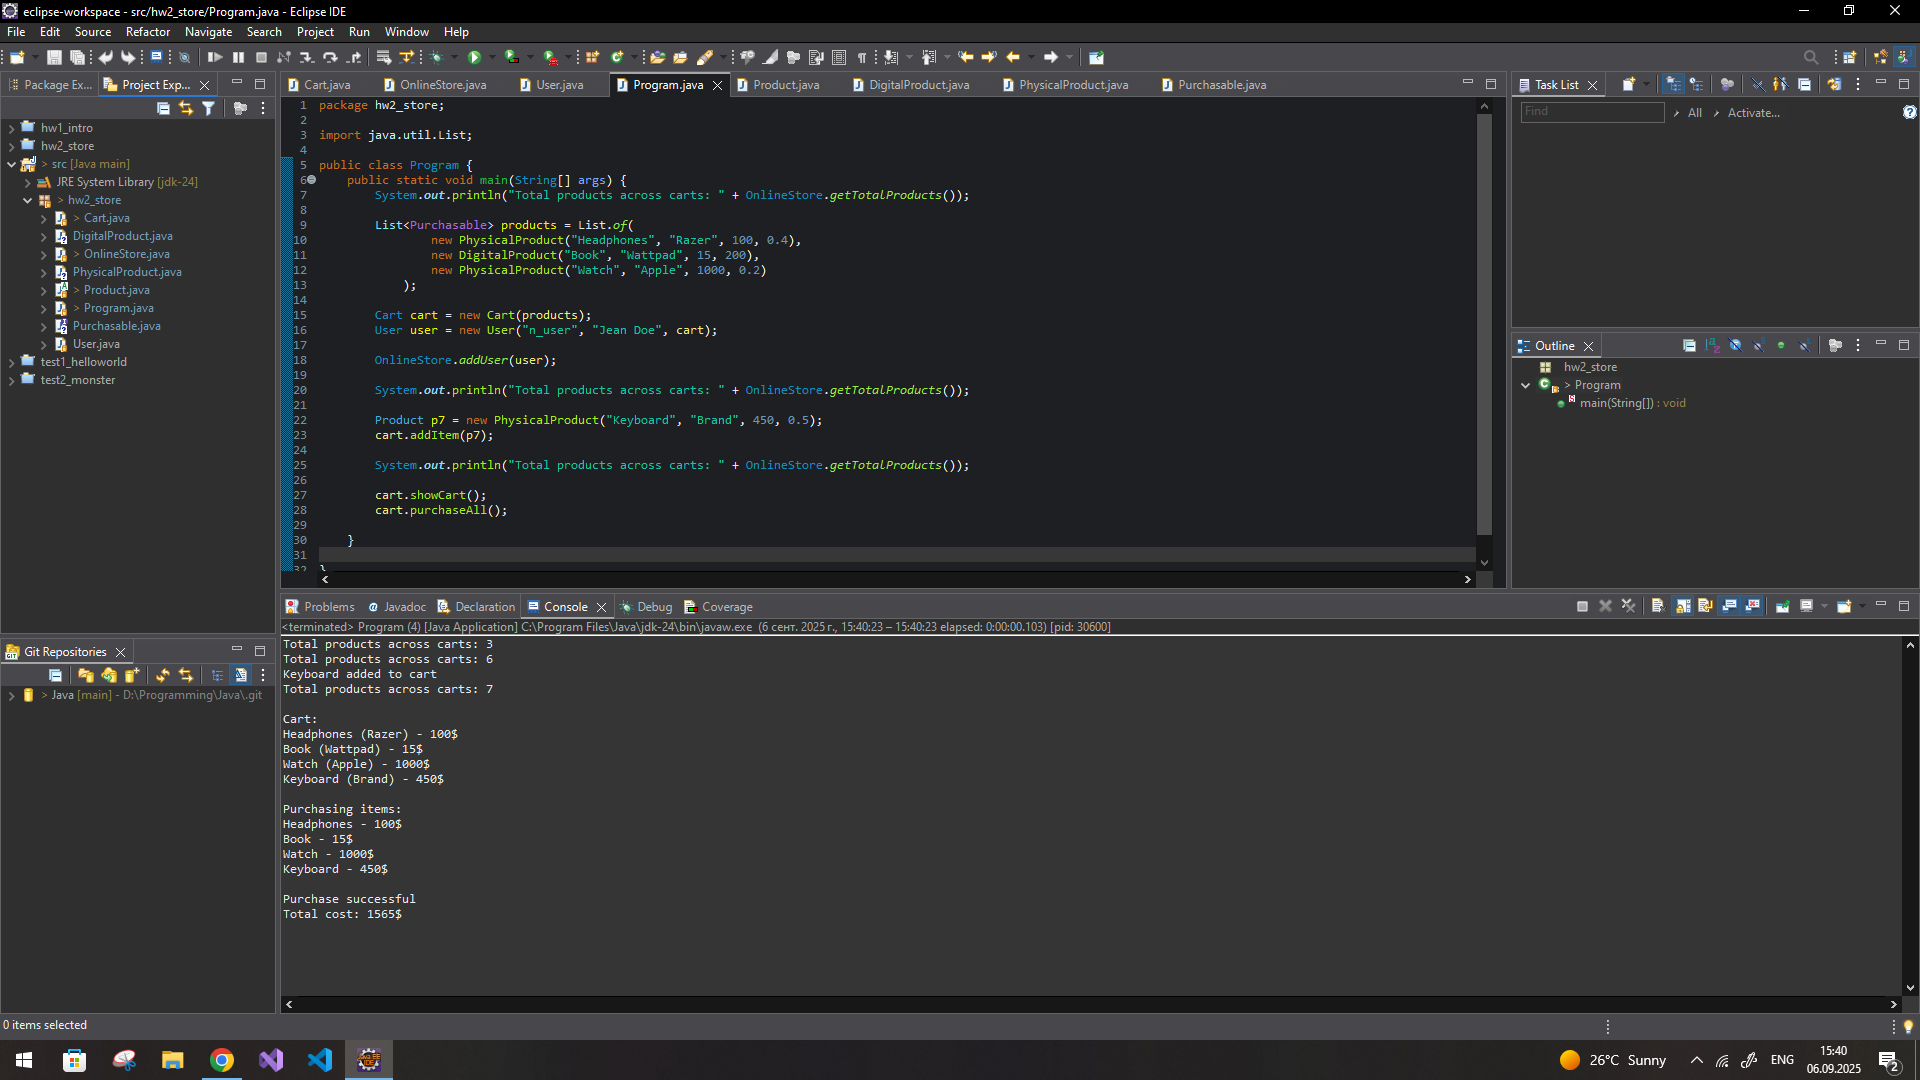 eclipse-workspace - src/hw2_store/Program.java - Eclipse IDE
File Edit Source Refactor Navigate Search Project Run Window Help
Package Ex... Project Exp...
hw1_intro
hw2_store
> src [Java main]
JRE System Library [jdk-24]
> hw2_store
> Cart.java
DigitalProduct.java
> OnlineStore.java
PhysicalProduct.java
> Product.java
> Program.java
Purchasable.java
User.java
test1_helloworld
test2_monster
Git Repositories
> Java [main] - D:\Programming\Java\.git
Cart.java OnlineStore.java User.java Program.java Product.java DigitalProduct.java PhysicalProduct.java Purchasable.java
1 package hw2_store;
2
3 import java.util.List;
4
5 public class Program {
6 public static void main(String[] args) {
7 System.out.println("Total products across carts: " + OnlineStore.getTotalProducts());
8
9 List<Purchasable> products = List.of(
10 new PhysicalProduct("Headphones", "Razer", 100, 0.4),
11 new DigitalProduct("Book", "Wattpad", 15, 200),
12 new PhysicalProduct("Watch", "Apple", 1000, 0.2)
13 );
14
15 Cart cart = new Cart(products);
16 User user = new User("n_user", "Jean Doe", cart);
17
18 OnlineStore.addUser(user);
19
20 System.out.println("Total products across carts: " + OnlineStore.getTotalProducts());
21
22 Product p7 = new PhysicalProduct("Keyboard", "Brand", 450, 0.5);
23 cart.addItem(p7);
24
25 System.out.println("Total products across carts: " + OnlineStore.getTotalProducts());
26
27 cart.showCart();
28 cart.purchaseAll();
29
30 }
31
32 }
Task List
Find All Activate...
Outline
hw2_store
> Program
main(String[]) : void
Problems Javadoc Declaration Console Debug Coverage
<terminated> Program (4) [Java Application] C:\Program Files\Java\jdk-24\bin\javaw.exe (6 сент. 2025 г., 15:40:23 – 15:40:23 elapsed: 0:00:00.103) [pid: 30600]
Total products across carts: 3
Total products across carts: 6
Keyboard added to cart
Total products across carts: 7
Cart:
Headphones (Razer) - 100$
Book (Wattpad) - 15$
Watch (Apple) - 1000$
Keyboard (Brand) - 450$
Purchasing items:
Headphones - 100$
Book - 15$
Watch - 1000$
Keyboard - 450$
Purchase successful
Total cost: 1565$
0 items selected
26°C Sunny
ENG
15:40
06.09.2025
2